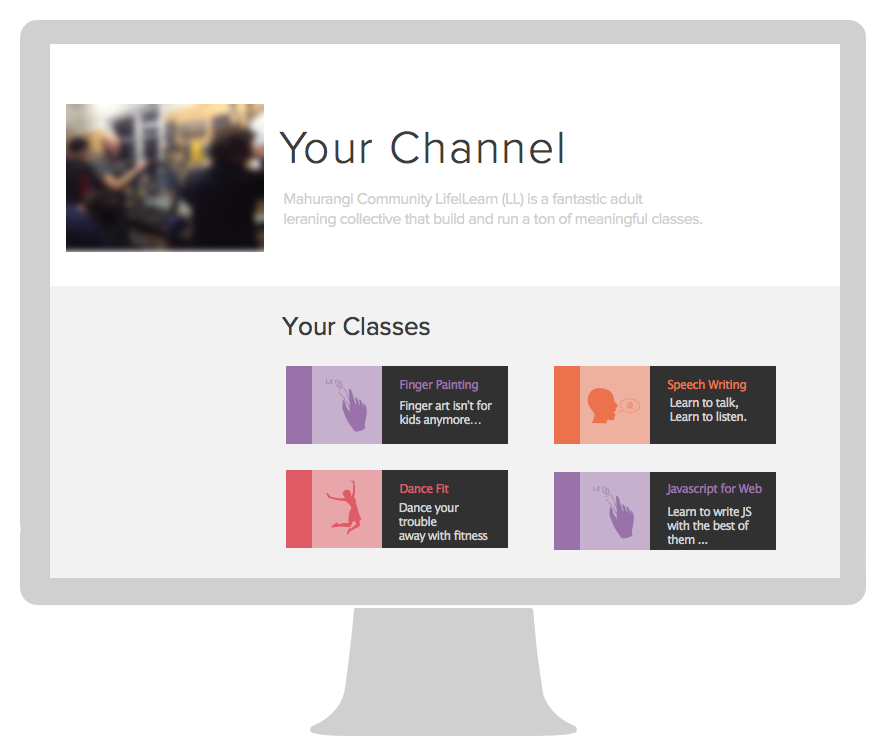 Your Channel
Mahurangi Community LifelLearn (LL) is a fantastic adult
leraning collective that build and run a ton of meaningful classes.
Your Classes
Finger Painting
Finger art isn't for
kids anymore...
Speech Writing
Learn to talk,
Learn to listen.
Dance Fit
Dance your
trouble
away with fitness
Javascript for Web
Learn to write JS
with the best of
them ...